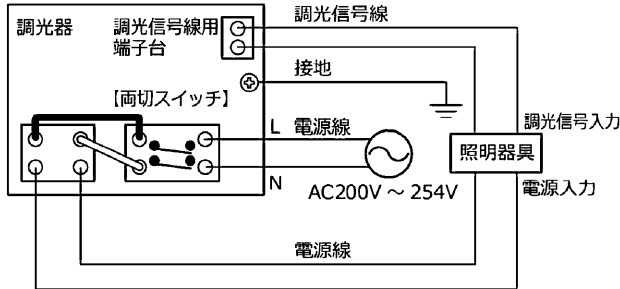 調光器
調光信号線用
端子台
調光信号線
接地
【両切スイッチ】
L 電源線
N
AC200V ～ 254V
調光信号入力
照明器具
電源入力
電源線